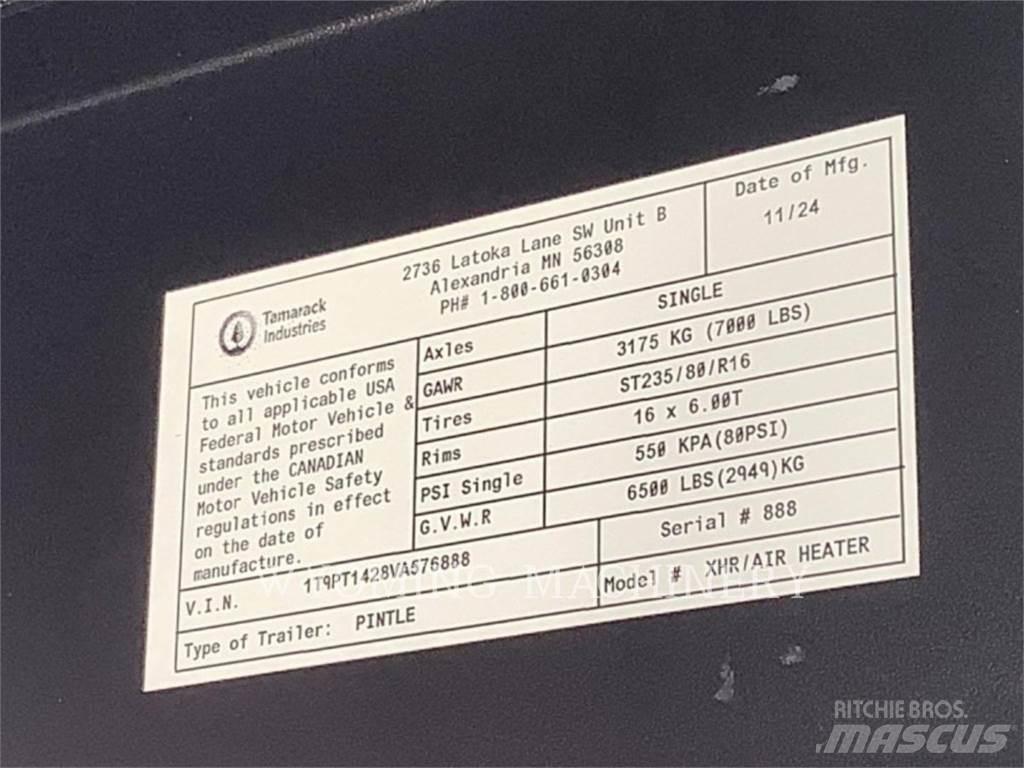 Tamarack
Industries
2736 Latoka Lane SW Unit B
Alexandria MN 56308
PH# 1-800-661-0304
Date of Mfg.
11/24
This vehicle conforms
to all applicable USA
Federal Motor Vehicle &
standards prescribed
under the CANADIAN
Motor Vehicle Safety
regulations in effect
on the date of
manufacture.
Axles SINGLE
GAWR 3175 KG (7000 LBS)
Tires ST235/80/R16
Rims 16 x 6.00T
PSI Single 550 KPA(80PSI)
G.V.W.R 6500 LBS(2949)KG
V.I.N. 1T9PT1428VA576888
Serial # 888
Type of Trailer: PINTLE
Model # XHR/AIR HEATER
WYOMING MACHINERY
RITCHIE BROS.
MASCUS